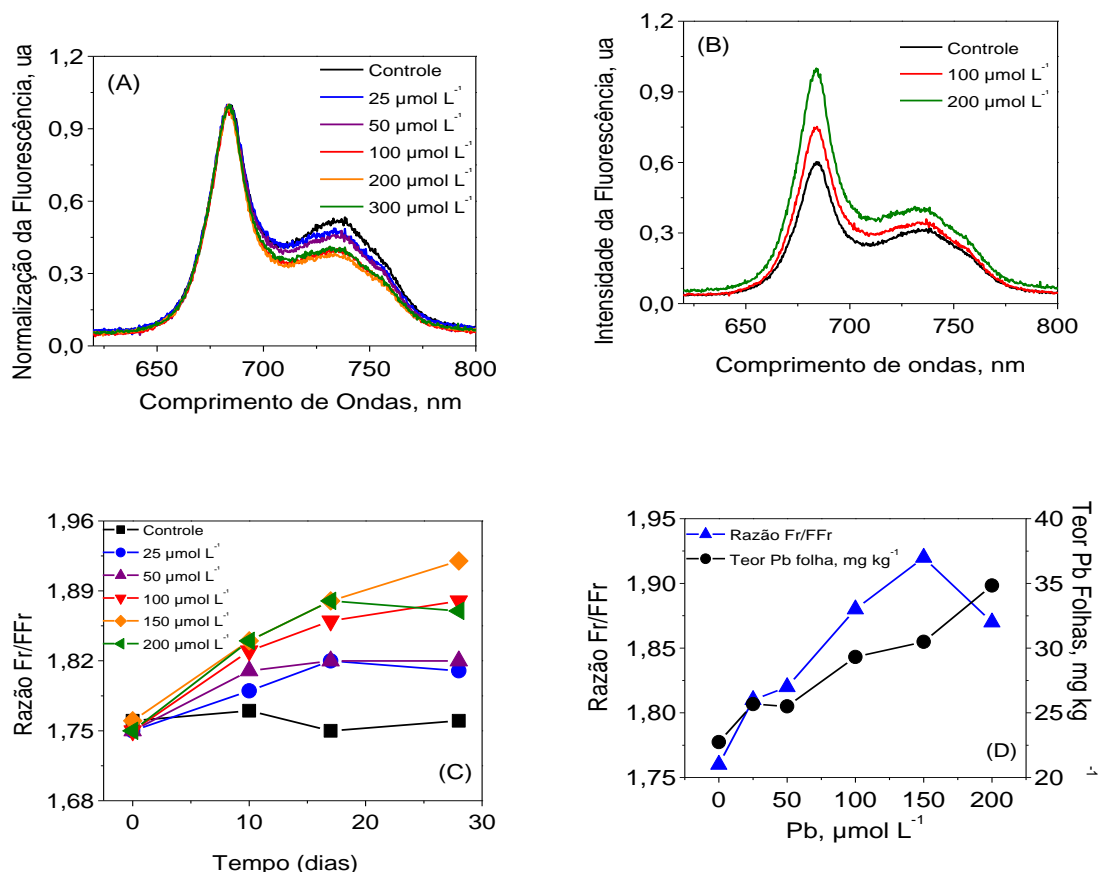 Normalização da Fluorescência, ua
1,2
0,9
0,6
0,3
0,0
(A)
Controle
25 µmol L⁻¹
50 µmol L⁻¹
100 µmol L⁻¹
200 µmol L⁻¹
300 µmol L⁻¹
650 700 750 800
Comprimento de Ondas, nm
Intensidade da Fluorescência, ua
1,2
0,9
0,6
0,3
0,0
(B)
Controle
100 µmol L⁻¹
200 µmol L⁻¹
650 700 750 800
Comprimento de ondas, nm
Razão Fr/FFr
1,96
1,89
1,82
1,75
1,68
Controle
25 µmol L⁻¹
50 µmol L⁻¹
100 µmol L⁻¹
150 µmol L⁻¹
200 µmol L⁻¹
(C)
0 10 20 30
Tempo (dias)
Razão Fr/FFr
1,95
1,90
1,85
1,80
1,75
Razão Fr/FFr
Teor Pb folha, mg kg⁻¹
(D)
40
35
30
25
20
Teor Pb Folhas, mg kg⁻¹
0 50 100 150 200
Pb, µmol L⁻¹